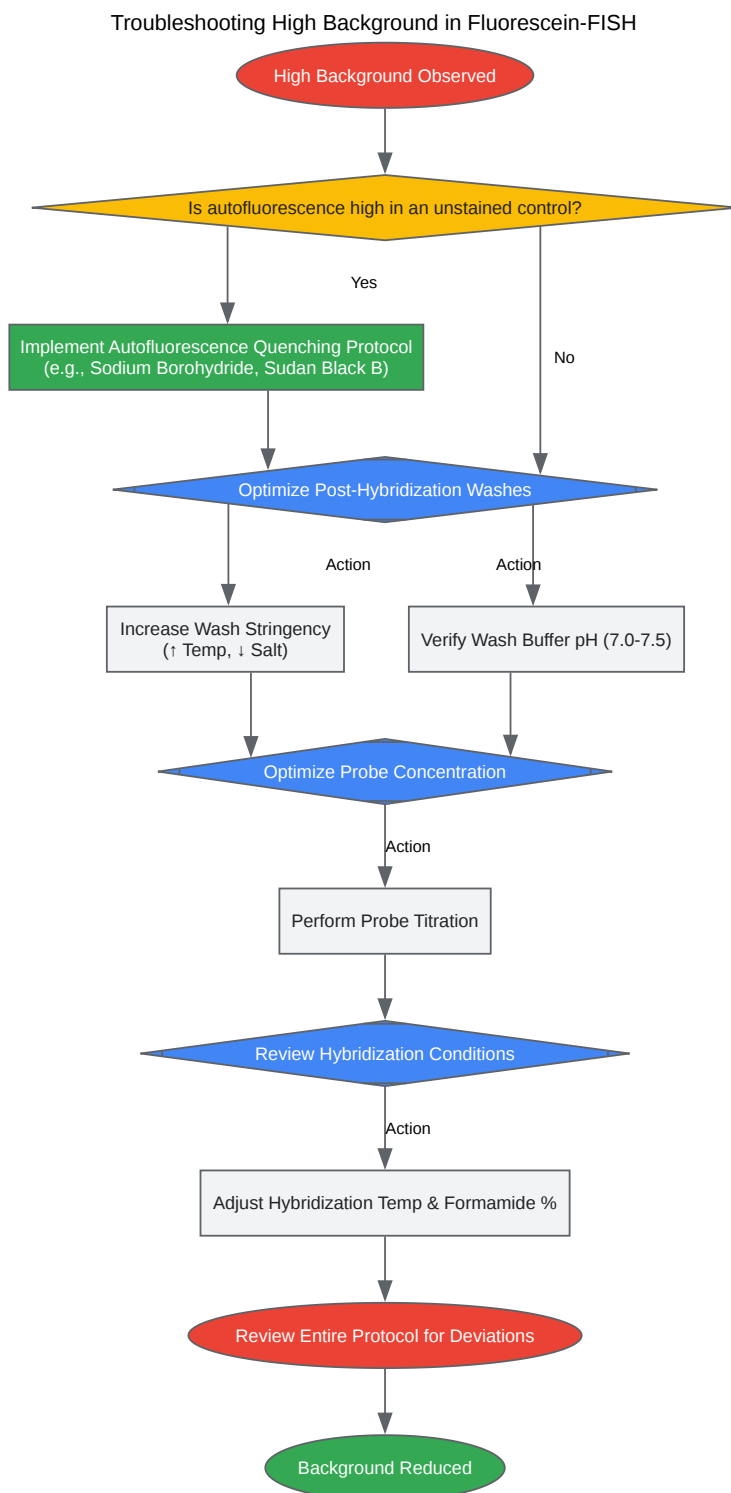 Troubleshooting High Background in Fluorescein-FISH
High Background Observed
Is autofluorescence high in an unstained control?
Yes
Implement Autofluorescence Quenching Protocol
(e.g., Sodium Borohydride, Sudan Black B)
No
Optimize Post-Hybridization Washes
Action
Action
Increase Wash Stringency
(↑ Temp, ↓ Salt)
Verify Wash Buffer pH (7.0-7.5)
Optimize Probe Concentration
Action
Perform Probe Titration
Review Hybridization Conditions
Action
Adjust Hybridization Temp & Formamide %
Review Entire Protocol for Deviations
Background Reduced